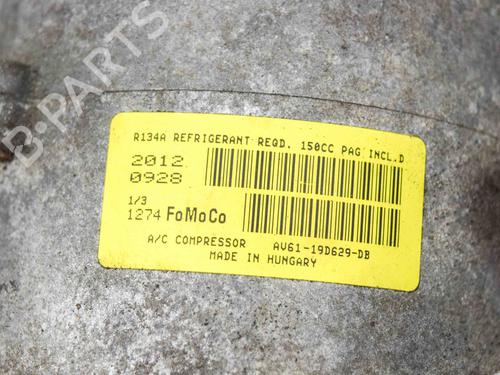 B-PARTS
R134A REFRIGERANT REQD. 150CC PAG INCL.D
2012
0928
1/3
1274 FoMoCo
A/C COMPRESSOR AV61-19D629-DB
MADE IN HUNGARY
B-PARTS